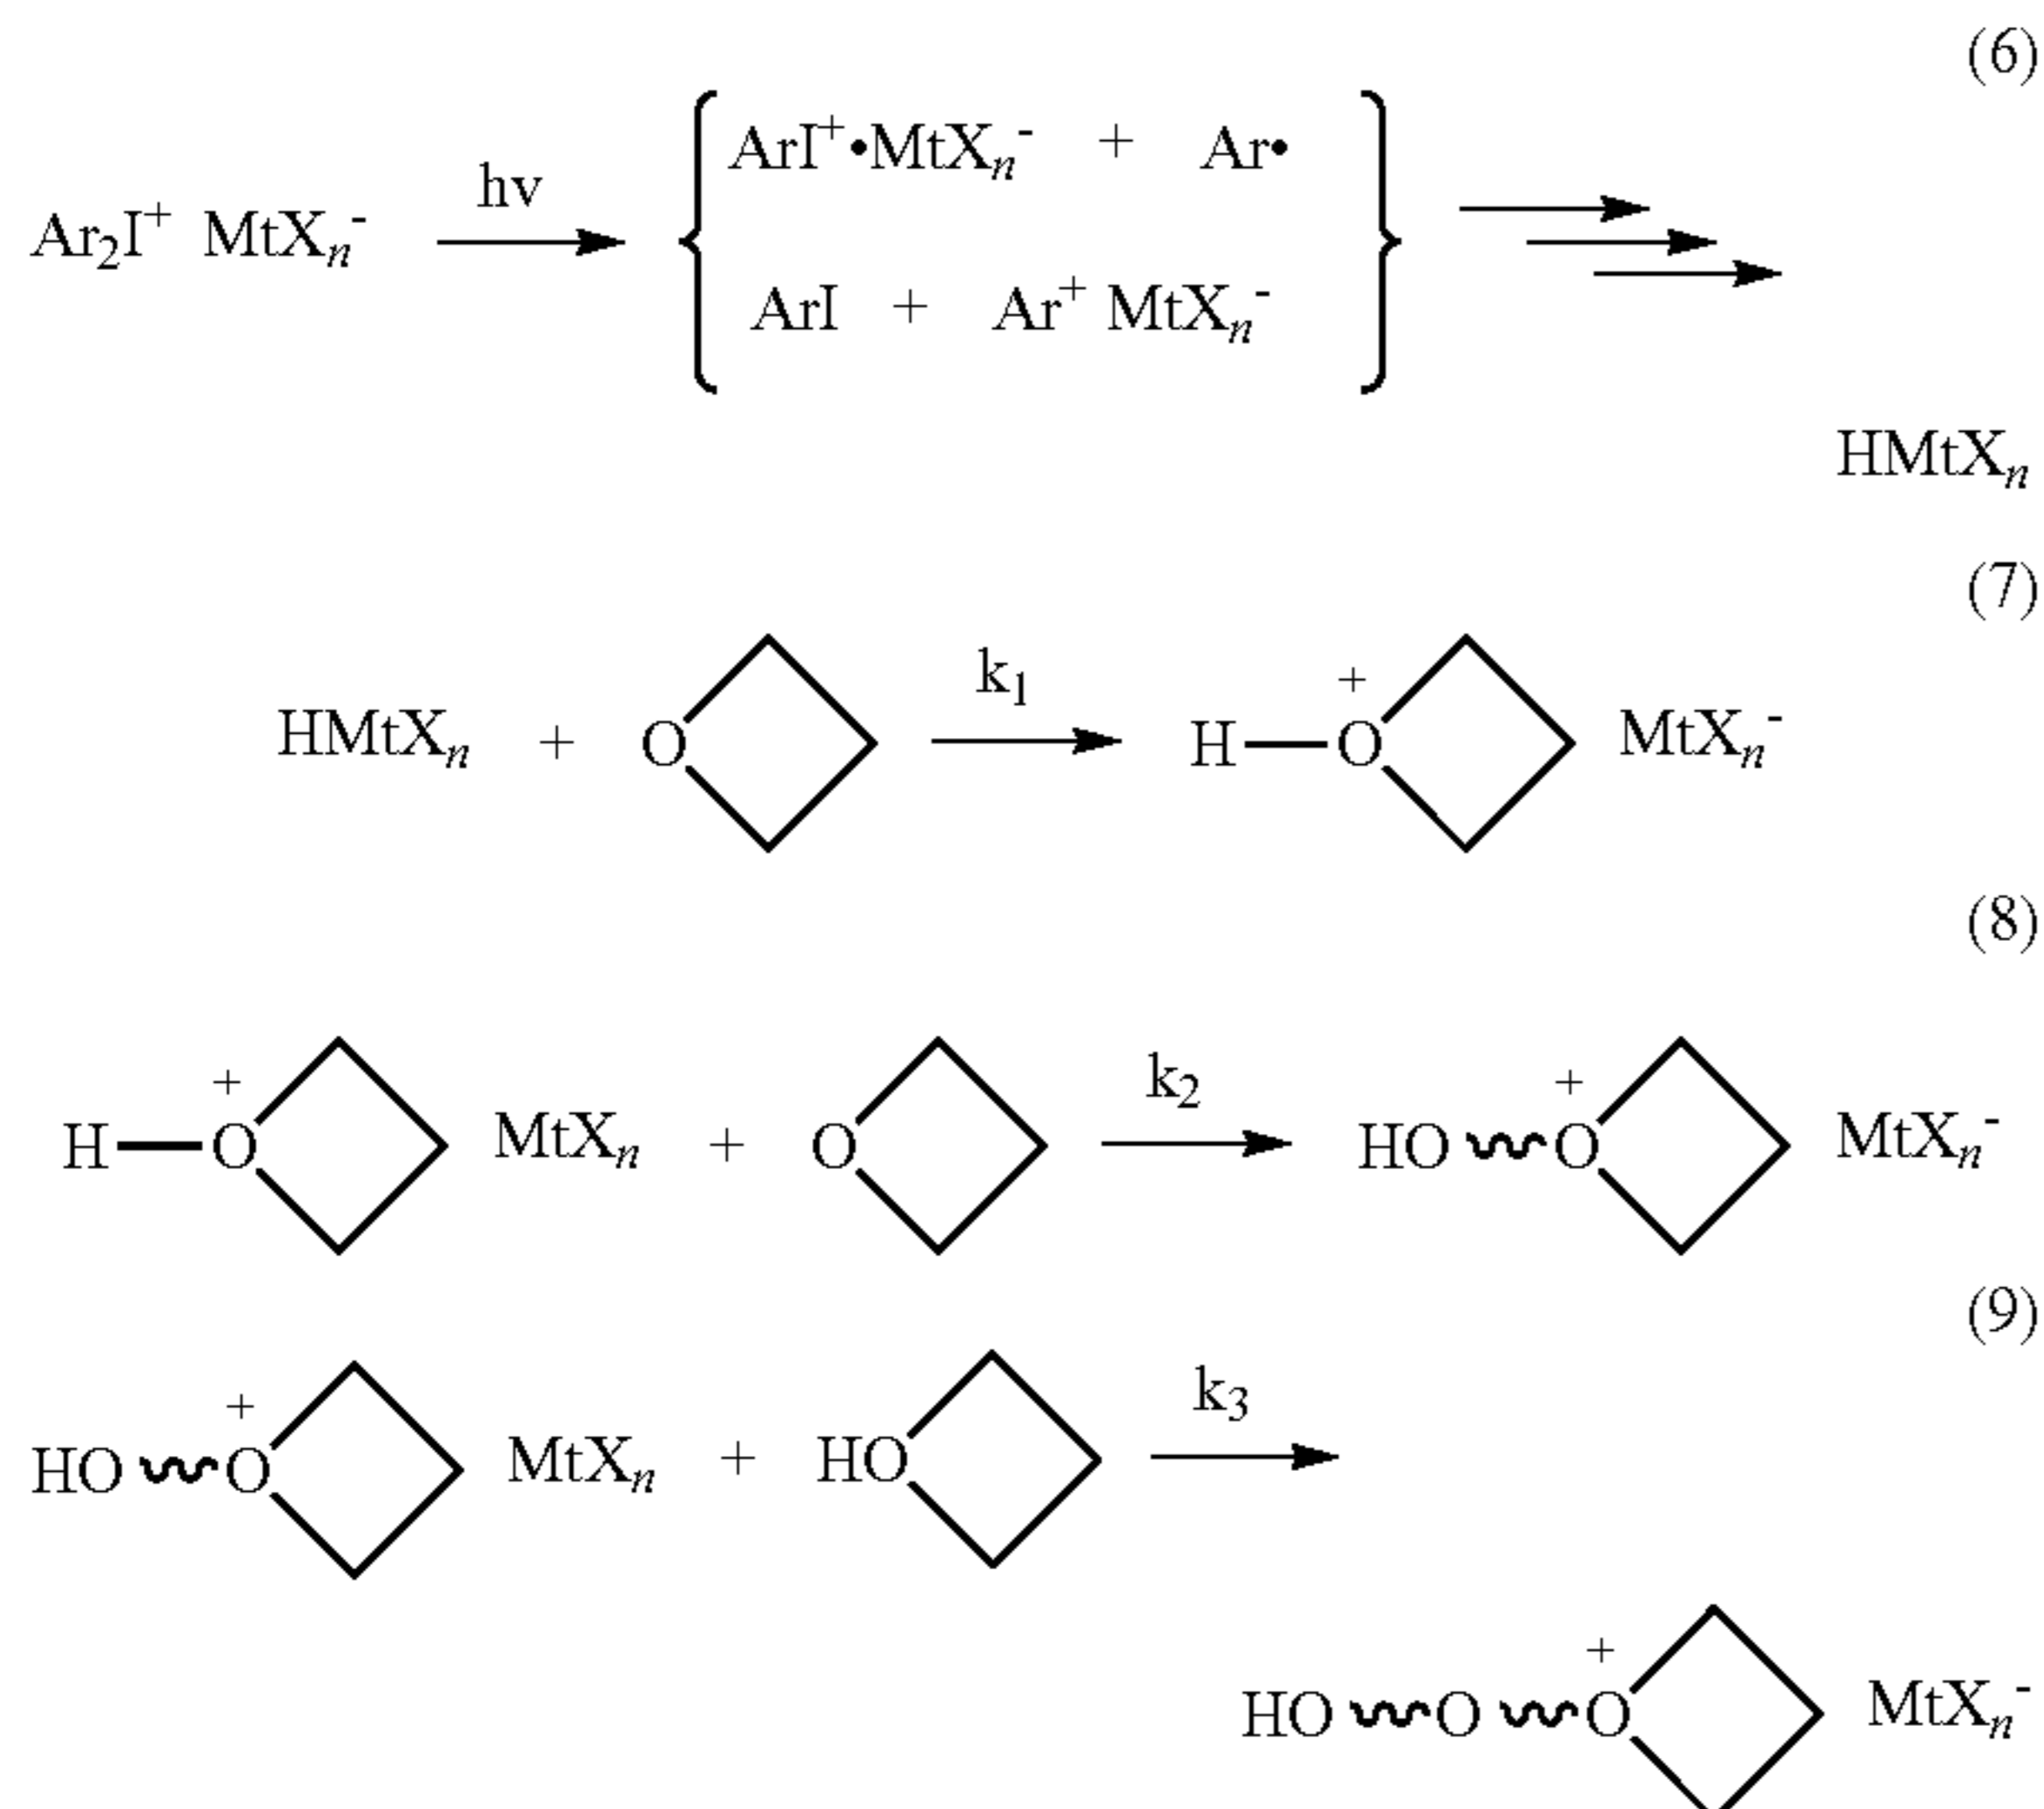 (6)
hν
ArI⁺•MtXₙ⁻ + Ar•
Ar₂I⁺ MtXₙ⁻
ArI + Ar⁺ MtXₙ⁻
HMtXₙ
(7)
k₁
HMtXₙ + O H—O⁺ MtXₙ⁻
(8)
k₂
H—O⁺ MtXₙ + O HO O⁺ MtXₙ⁻
(9)
k₃
HO O⁺ MtXₙ + HO
HO O O⁺ MtXₙ⁻